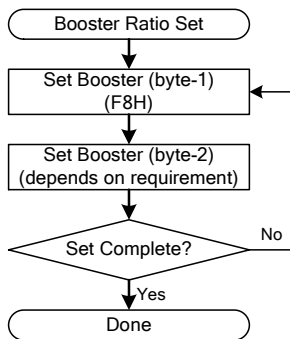 Booster Ratio Set
Set Booster (byte-1)
(F8H)
Set Booster (byte-2)
(depends on requirement)
Set Complete?
No
Yes
Done